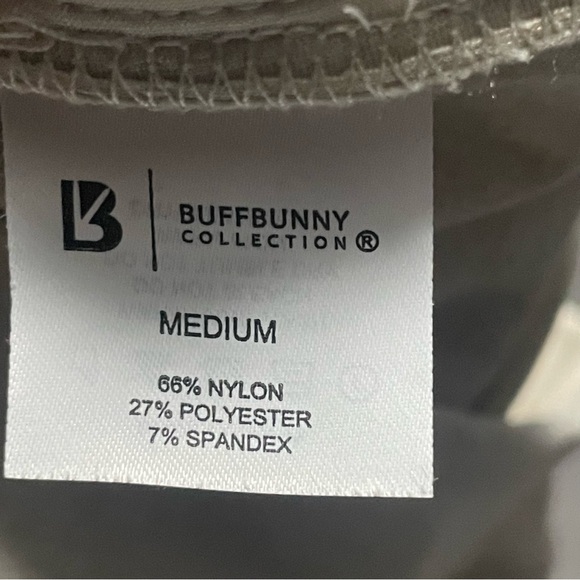 B
BUFFBUNNY
COLLECTION®
MEDIUM
66% NYLON
27% POLYESTER
7% SPANDEX